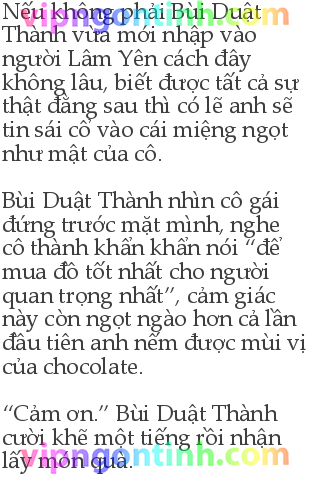 Nếu không phải Bùi Duật
Thành vừa mới nhập vào
người Lâm Yên cách đây
không lâu, biết được tất cả sự
thật đằng sau thì có lẽ anh sẽ
tin sái cổ vào cái miệng ngọt
như mật của cô.
Bùi Duật Thành nhìn cô gái
đứng trước mặt mình, nghe
cô thành khẩn khẩn nói “để
mua đồ tốt nhất cho người
quan trọng nhất”, cảm giác
này còn ngọt ngào hơn cả lần
đầu tiên anh nếm được mùi vị
của chocolate.
“Cảm ơn.” Bùi Duật Thành
cười khẽ một tiếng rồi nhận
lấy món quà.
vipngontinh.com
vipngontinh.com